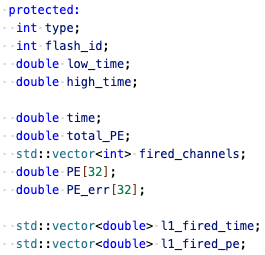 protected:
int type;
int flash_id;
double low_time;
double high_time;
double time;
double total_PE;
std::vector<int> fired_channels;
double PE[32];
double PE_err[32];
std::vector<double> l1_fired_time;
std::vector<double> l1_fired_pe;